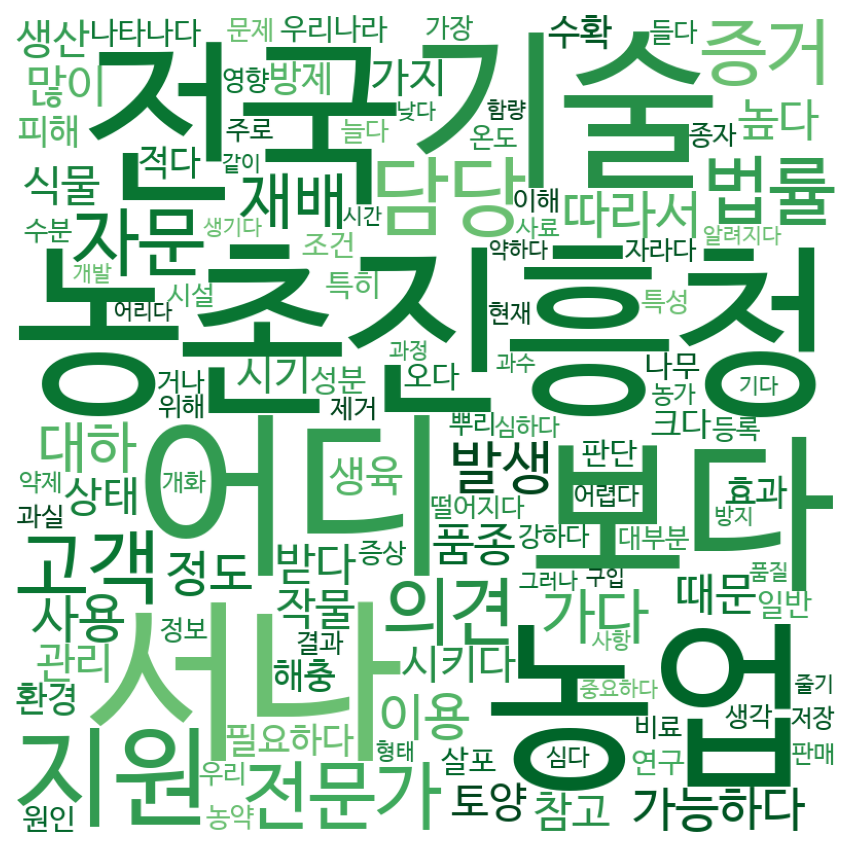 생산 나타나다 문제 우리나라 가장 수확 들다 증거
많이 전국 영향 방제 가지 기술
피해 주로 늘다 낮다 함량 온도 종자 높다
식물 적다 같이 재배 담당 이해 따라서 법률
수분 자문 생기다 시간 조건 사료 약하다 자라다 알려지다
개발 시설 특히 현재 특성
어리다 농촌진흥청
과정 과수 나무 농가 기다
거나 시기 성분 오다
위해 제거 뿌리 심하다 크다 등록
대하 어디 보다
약제 상태 개화 생육 발생 판단 어렵다 효과
과실 떨어지다 강하다 대부분 방지
고객 정도 받다 증상 품종 그러나 구입 때문 품질
사용 정보 작물 의견 가다 일반
결과 사항
관리 서나 해충 시키다 농업 중요하다 줄기
환경 이용 비료 생각 저장
지원 필요하다 형태 살포 심다 연구 판매
우리 전문가
원인 농약 토양 참고 가능하다